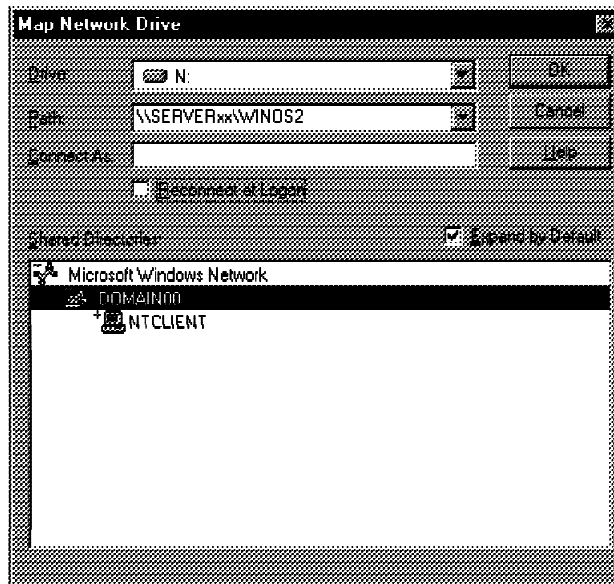 Map Network Drive
Drive: N: OK
Path: \\SERVERxx\WINOS2 Cancel
Connect As: Help
Reconnect at Logon
Shared Directories: Expand by Default
Microsoft Windows Network
DOMAIN00
NTCLIENT